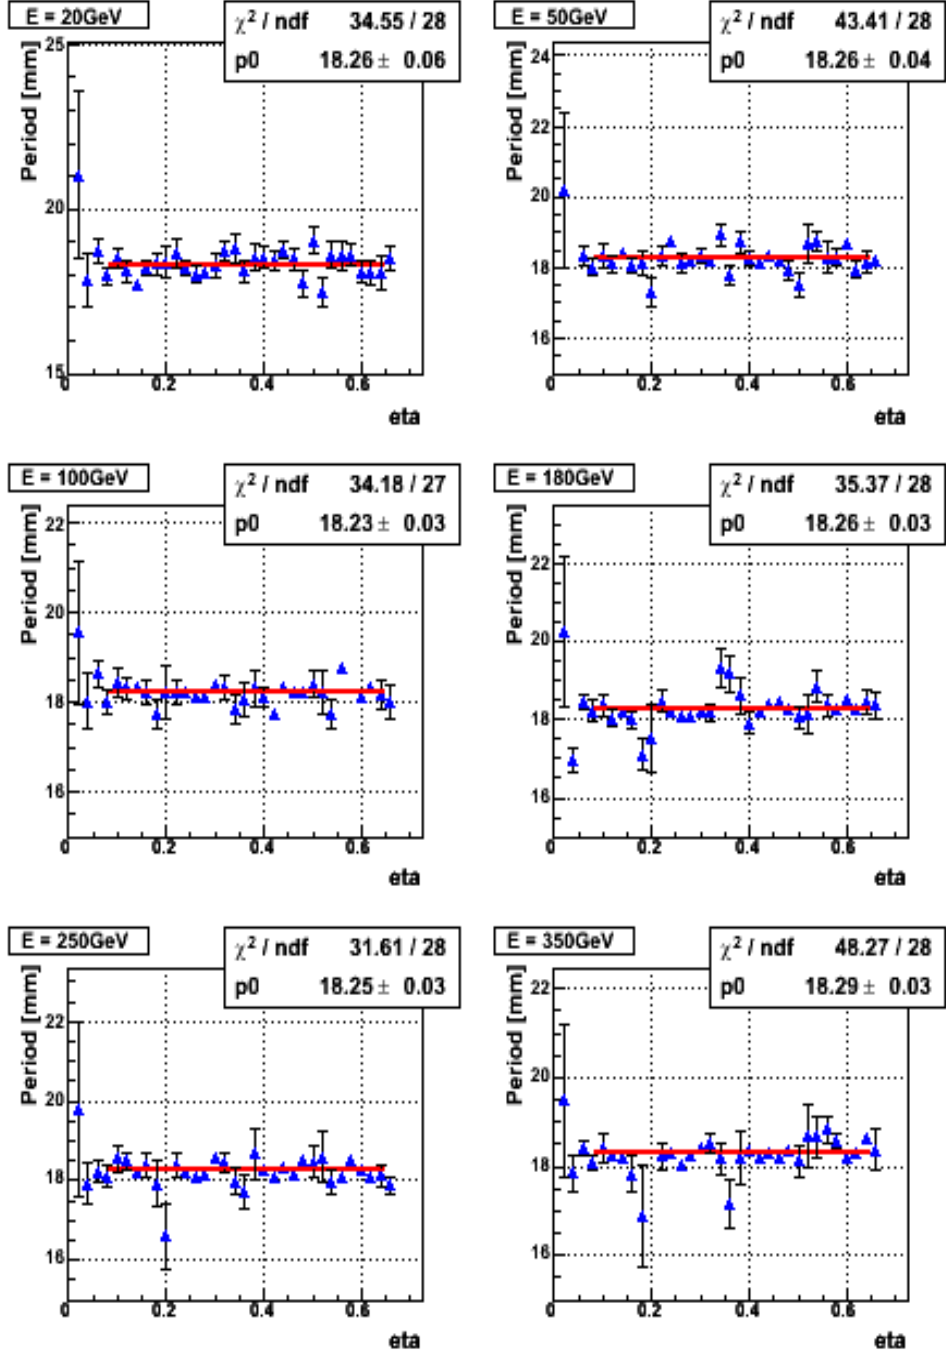 E = 20GeV
χ² / ndf 34.55 / 28
p0 18.26 ± 0.06
Period [mm]
25
20
15
0 0.2 0.4 0.6
eta
E = 50GeV
χ² / ndf 43.41 / 28
p0 18.26 ± 0.04
Period [mm]
24
22
20
18
16
0 0.2 0.4 0.6
eta
E = 100GeV
χ² / ndf 34.18 / 27
p0 18.23 ± 0.03
Period [mm]
22
20
18
16
0 0.2 0.4 0.6
eta
E = 180GeV
χ² / ndf 35.37 / 28
p0 18.26 ± 0.03
Period [mm]
22
20
18
16
0 0.2 0.4 0.6
eta
E = 250GeV
χ² / ndf 31.61 / 28
p0 18.25 ± 0.03
Period [mm]
22
20
18
16
0 0.2 0.4 0.6
eta
E = 350GeV
χ² / ndf 48.27 / 28
p0 18.29 ± 0.03
Period [mm]
22
20
18
16
0 0.2 0.4 0.6
eta